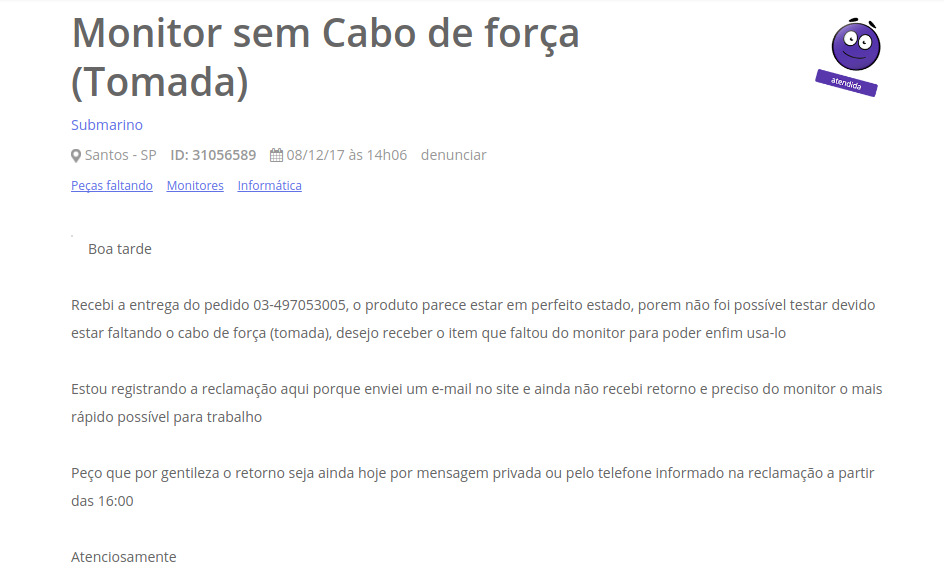 Monitor sem Cabo de força
(Tomada)
atendida
Submarino
Santos - SP ID: 31056589 08/12/17 às 14h06 denunciar
Peças faltando Monitores Informática
Boa tarde
Recebi a entrega do pedido 03-497053005, o produto parece estar em perfeito estado, porem não foi possível testar devido
estar faltando o cabo de força (tomada), desejo receber o item que faltou do monitor para poder enfim usa-lo
Estou registrando a reclamação aqui porque enviei um e-mail no site e ainda não recebi retorno e preciso do monitor o mais
rápido possível para trabalho
Peço que por gentileza o retorno seja ainda hoje por mensagem privada ou pelo telefone informado na reclamação a partir
das 16:00
Atenciosamente